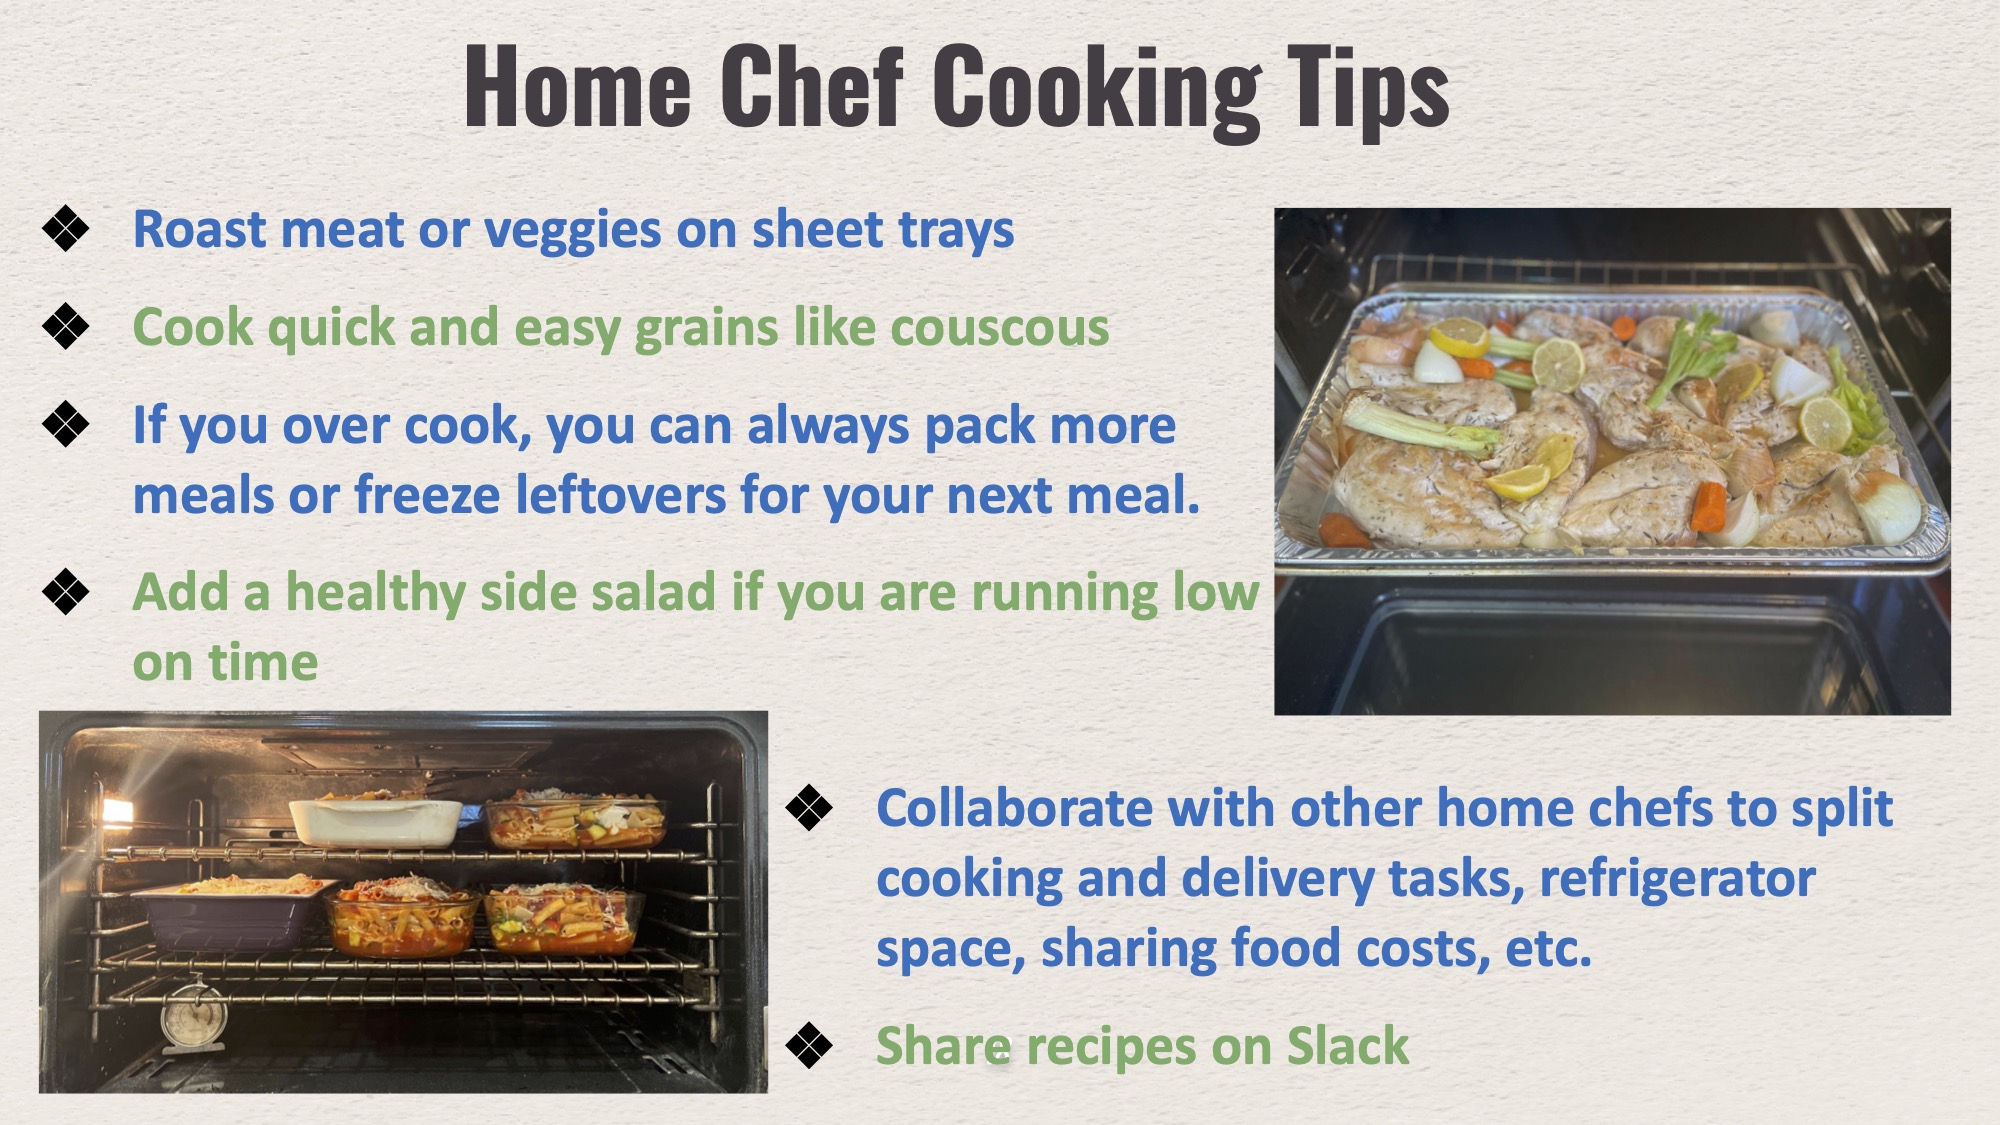 Home Chef Cooking Tips
❖ Roast meat or veggies on sheet trays
❖ Cook quick and easy grains like couscous
❖ If you over cook, you can always pack more
meals or freeze leftovers for your next meal.
❖ Add a healthy side salad if you are running low
on time
❖ Collaborate with other home chefs to split
cooking and delivery tasks, refrigerator
space, sharing food costs, etc.
❖ Share recipes on Slack